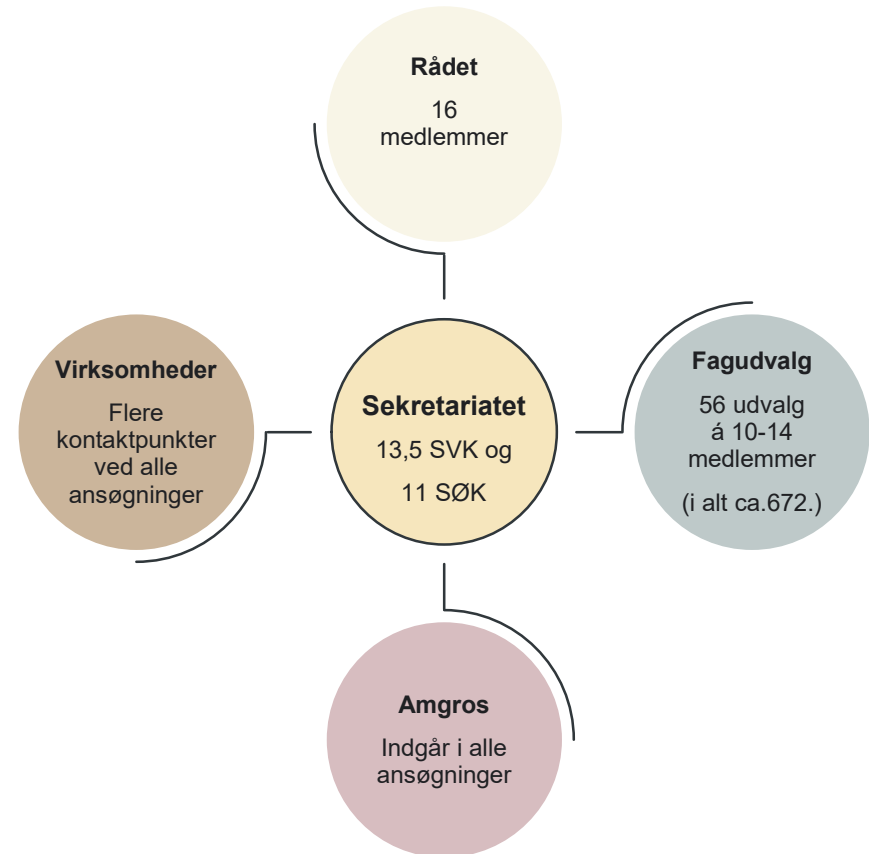 Rådet
16
medlemmer
Virksomheder
Flere
kontaktpunkter
ved alle
ansøgninger
Sekretariatet
13,5 SVK og
11 SØK
Fagudvalg
56 udvalg
á 10-14
medlemmer
(i alt ca.672.)
Amgros
Indgår i alle
ansøgninger